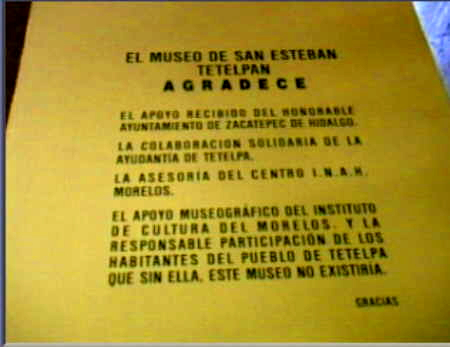 EL MUSEO DE SAN ESTEBAN
TETELPAN
AGRADECE
EL APOYO RECIBIDO DEL HONORABLE
AYUNTAMIENTO DE ZACATEPEC DE HIDALGO.
LA COLABORACION SOLIDARIA DE LA
AYUDANTIA DE TETELPA.
LA ASESORIA DEL CENTRO I.N.A.H.
MORELOS.
EL APOYO MUSEOGRÁFICO DEL INSTITUTO
DE CULTURA DEL MORELOS. Y LA
RESPONSABLE PARTICIPACIÓN DE LOS
HABITANTES DEL PUEBLO DE TETELPA
QUE SIN ELLA, ESTE MUSEO NO EXISTIRÍA.
GRACIAS